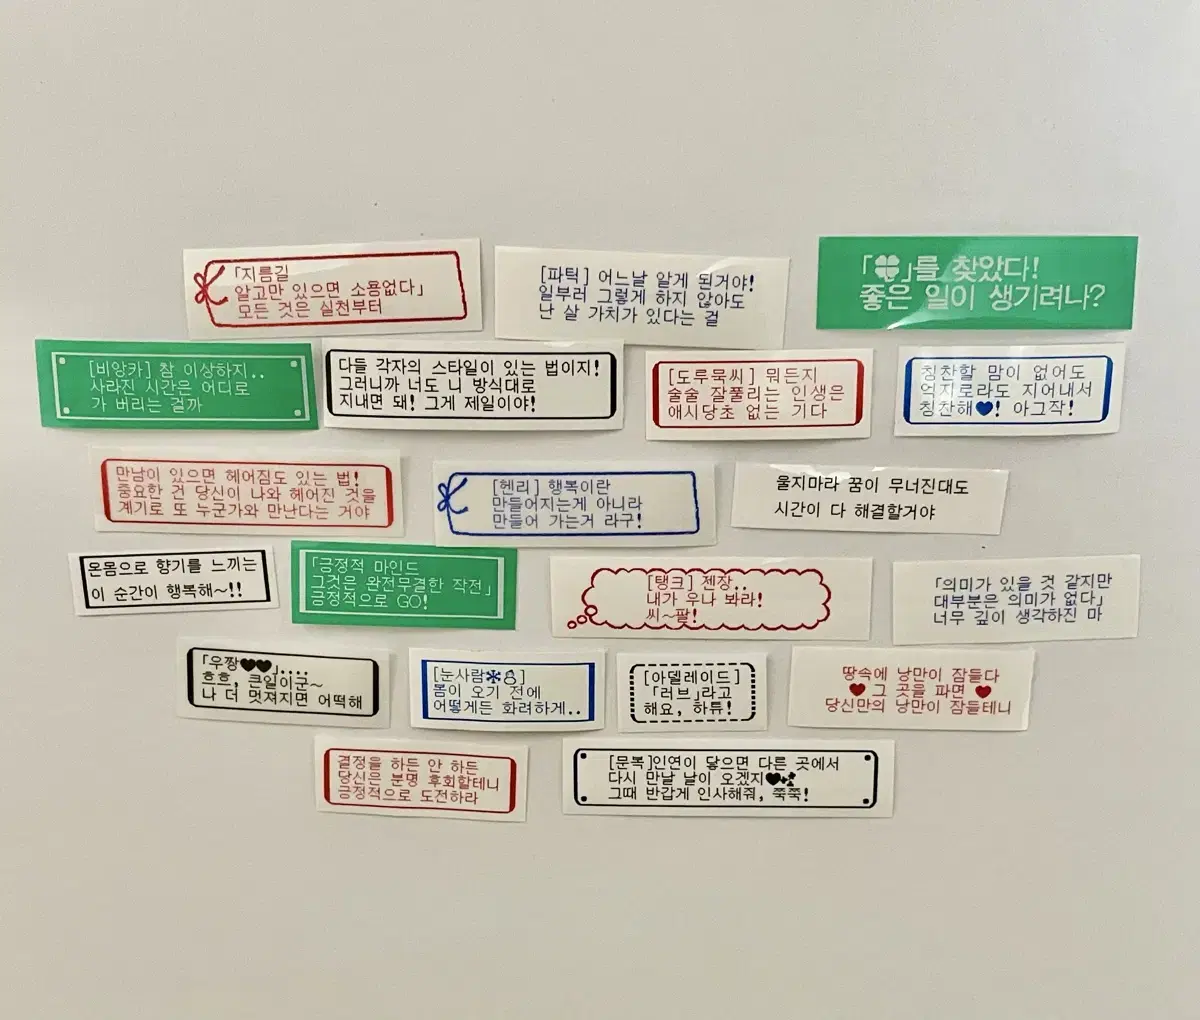 「지름길
알고만 있으면 소용없다」
모든 것은 실천부터
[파턱] 어느날 알게 된거야!
일부러 그렇게 하지 않아도
난 살 가치가 있다는 걸
「🍀」를 찾았다!
좋은 일이 생기려나?
[비앙카] 참 이상하지..
사라진 시간은 어디로
가 버리는 걸까
다들 각자의 스타일이 있는 법이지!
그러니까 너도 니 방식대로
지내면 돼! 그게 제일이야!
[도루묵씨] 뭐든지
술술 잘풀리는 인생은
애시당초 없는 기다
칭찬할 맘이 없어도
억지로라도 지어내서
칭찬해♥! 아그작!
만남이 있으면 헤어짐도 있는 법!
중요한 건 당신이 나와 헤어진 것을
계기로 또 누군가와 만난다는 거야
[헨리] 행복이란
만들어지는게 아니라
만들어 가는거 라구!
울지마라 꿈이 무너진대도
시간이 다 해결할거야
온몸으로 향기를 느끼는
이 순간이 행복해~!!
「긍정적 마인드
그것은 완전무결한 작전」
긍정적으로 GO!
[탱크] 젠장..
내가 우나 봐라!
씨~팔!
「의미가 있을 것 같지만
대부분은 의미가 없다」
너무 깊이 생각하진 마
「우짱♥♥」....
흐흐, 큰일이군~
나 더 멋져지면 어떡해
[눈사람❄☃]
봄이 오기 전에
어떻게든 화려하게..
[아델레이드]
「러브」라고
해요, 하튜!
땅속에 낭만이 잠들다
♥ 그 곳을 파면 ♥
당신만의 낭만이 잠들테니
결정을 하든 안 하든
당신은 분명 후회할테니
긍정적으로 도전하라
[문복]인연이 닿으면 다른 곳에서
다시 만날 날이 오겠지♥
그때 반갑게 인사해줘, 쭉쭉!